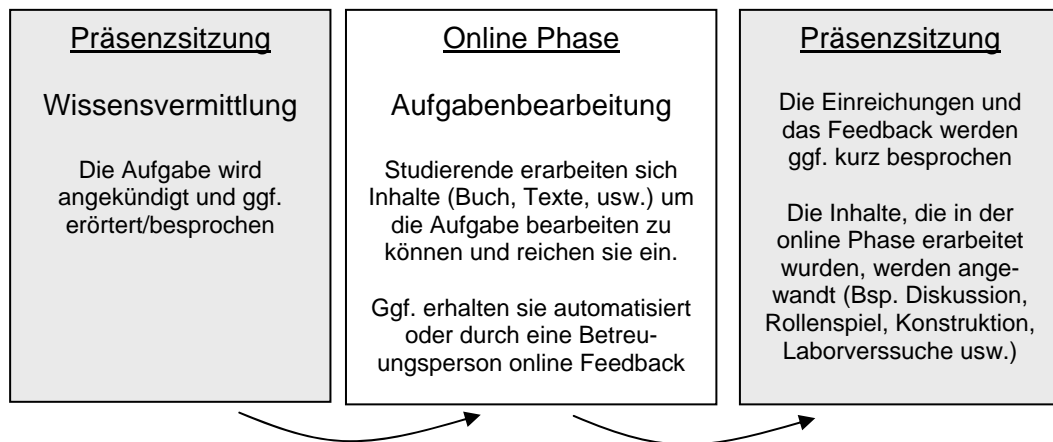 Präsenzsitzung
Wissensvermittlung
Die Aufgabe wird
angekündigt und ggf.
erörtert/besprochen
Online Phase
Aufgabenbearbeitung
Studierende erarbeiten sich
Inhalte (Buch, Texte, usw.) um
die Aufgabe bearbeiten zu
können und reichen sie ein.
Ggf. erhalten sie automatisiert
oder durch eine Betreu-
ungsperson online Feedback
Präsenzsitzung
Die Einreichungen und
das Feedback werden
ggf. kurz besprochen
Die Inhalte, die in der
online Phase erarbeitet
wurden, werden ange-
wandt (Bsp. Diskussion,
Rollenspiel, Konstruktion,
Laborverssuche usw.)